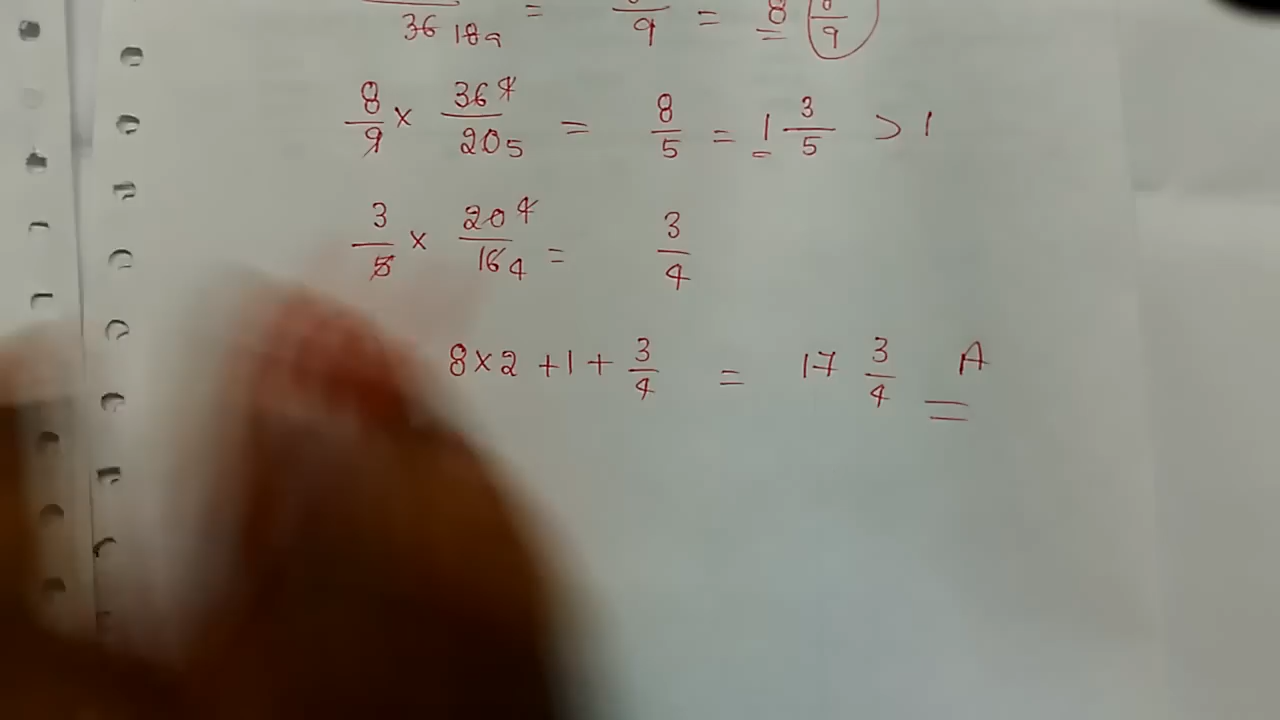 36 18 9 = 9 = 8 9
8/9 × 36 4/20 5 = 8/5 = 1 3/5 > 1
3/5 × 20 4/16 4 = 3/4
8×2 +1+ 3/4 = 17 3/4 A